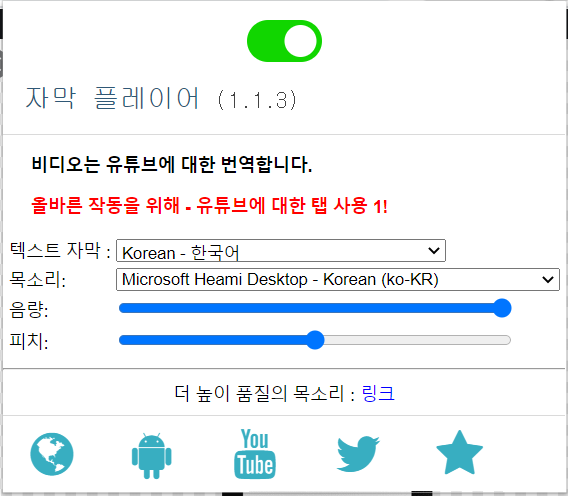 자막 플레이어 (1.1.3)
비디오는 유튜브에 대한 번역합니다.
올바른 작동을 위해 - 유튜브에 대한 탭 사용 1!
텍스트 자막 : Korean - 한국어
목소리: Microsoft Heami Desktop - Korean (ko-KR)
음량:
피치:
더 높이 품질의 목소리 : 링크
You
Tube